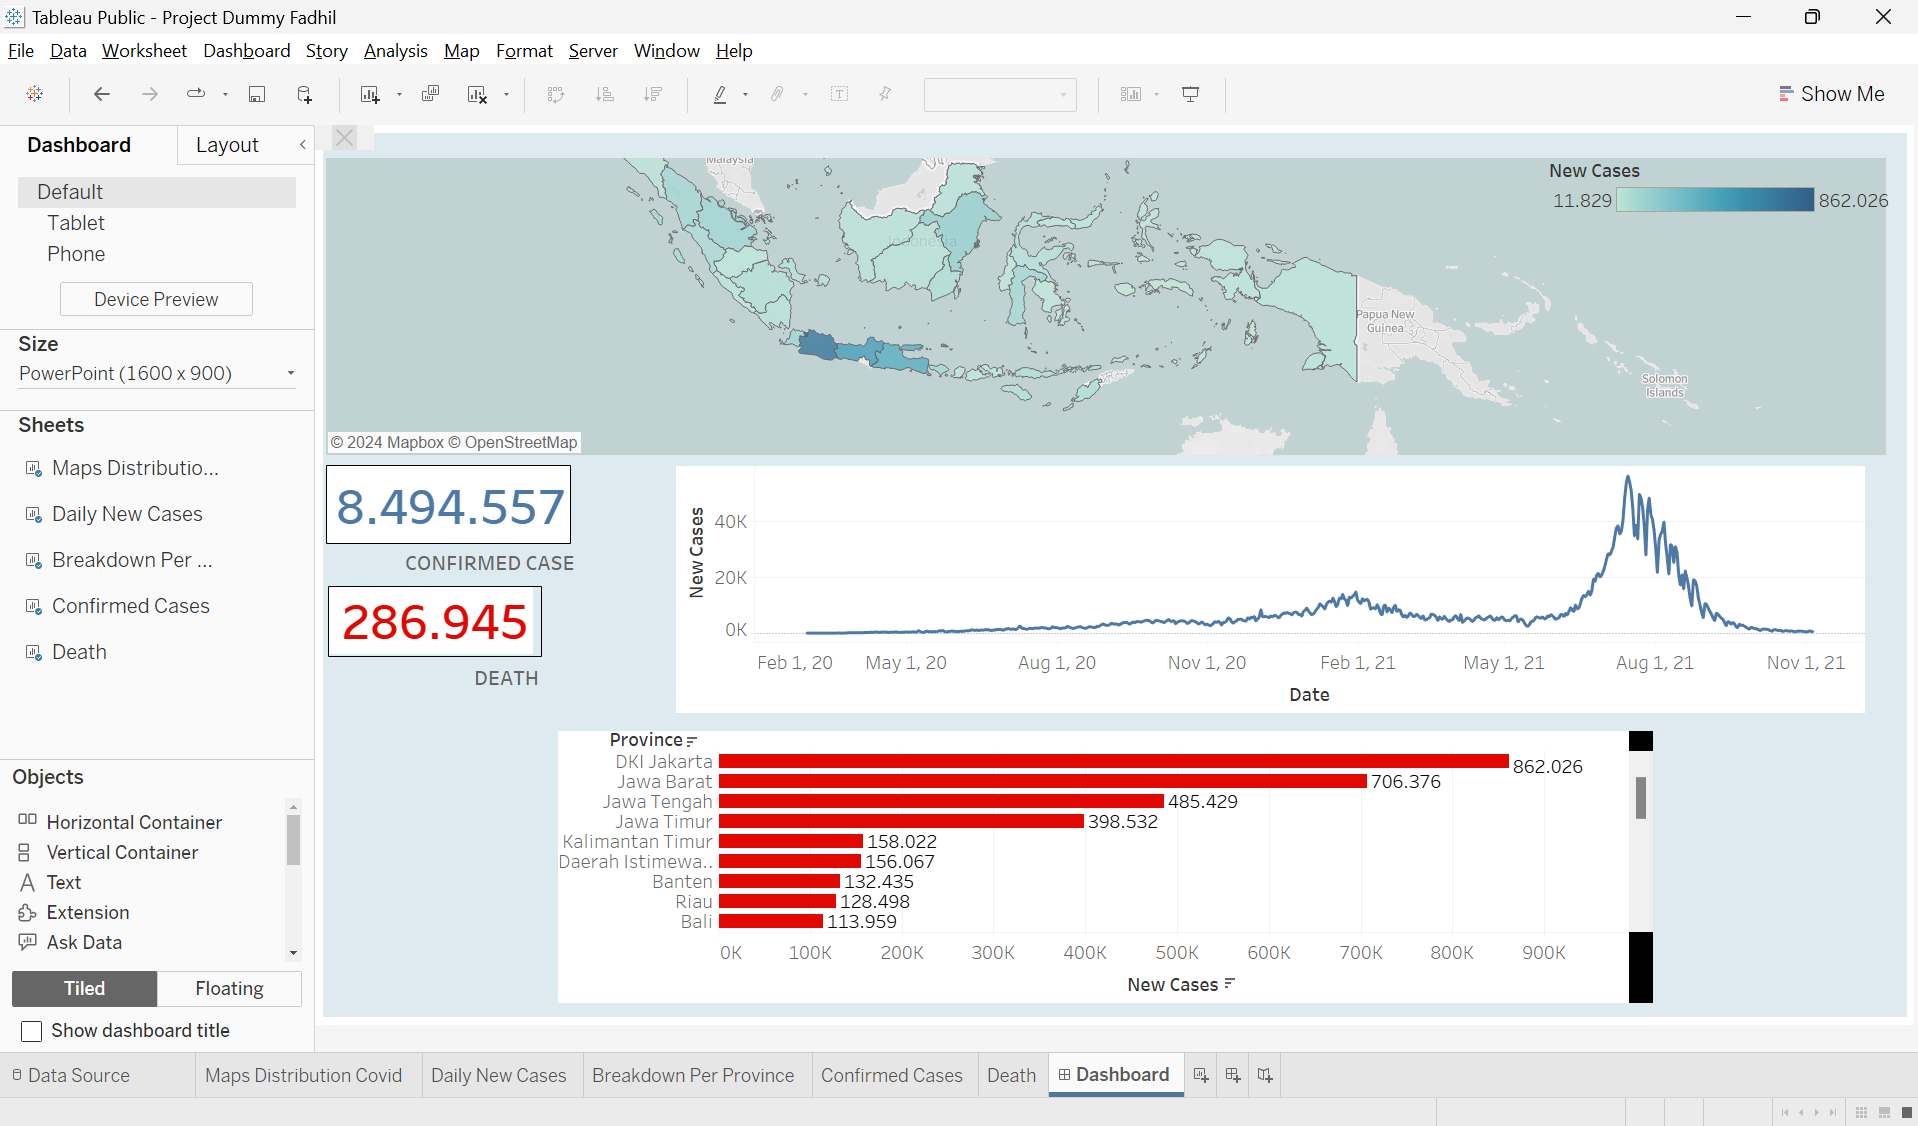 Tableau Public - Project Dummy Fadhil
File Data Worksheet Dashboard Story Analysis Map Format Server Window Help
Show Me
Dashboard
Layout
Default
Tablet
Phone
Device Preview
Size
PowerPoint (1600 x 900)
Sheets
Maps Distributio...
Daily New Cases
Breakdown Per ...
Confirmed Cases
Death
Objects
Horizontal Container
Vertical Container
Text
Extension
Ask Data
Tiled
Floating
Show dashboard title
Malaysia
Indonesia
Papua New
Guinea
Solomon
Islands
© 2024 Mapbox © OpenStreetMap
New Cases
11.829
862.026
8.494.557
CONFIRMED CASE
286.945
DEATH
New Cases
40K
20K
0K
Feb 1, 20
May 1, 20
Aug 1, 20
Nov 1, 20
Feb 1, 21
May 1, 21
Aug 1, 21
Nov 1, 21
Date
Province
DKI Jakarta 862.026
Jawa Barat 706.376
Jawa Tengah 485.429
Jawa Timur 398.532
Kalimantan Timur 158.022
Daerah Istimewa.. 156.067
Banten 132.435
Riau 128.498
Bali 113.959
0K 100K 200K 300K 400K 500K 600K 700K 800K 900K
New Cases
Data Source
Maps Distribution Covid
Daily New Cases
Breakdown Per Province
Confirmed Cases
Death
Dashboard